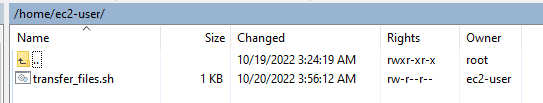 /home/ec2-user/
Name Size Changed Rights Owner
.. 10/19/2022 3:24:19 AM rwxr-xr-x root
transfer_files.sh 1 KB 10/20/2022 3:56:12 AM rw-r--r-- ec2-user